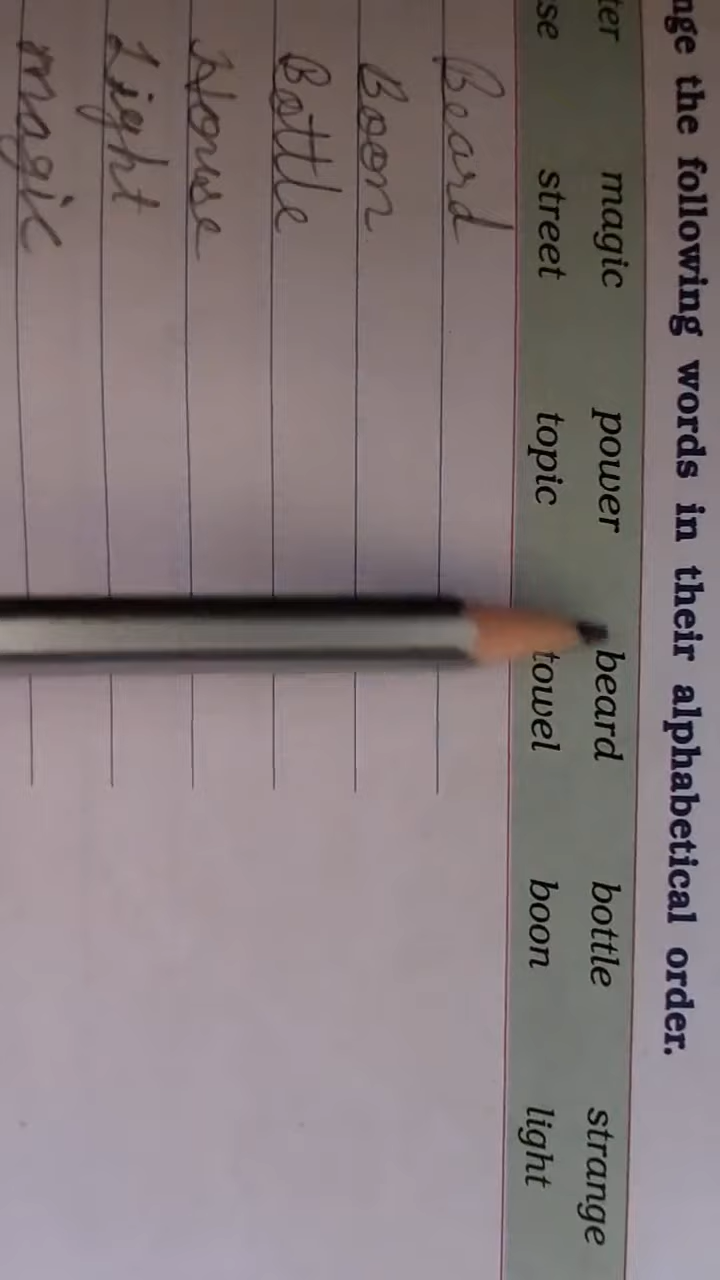 nge the following words in their alphabetical order.
ter magic power beard bottle strange
se street topic towel boon light
Beard
Boon
Bottle
House
Light
Magic